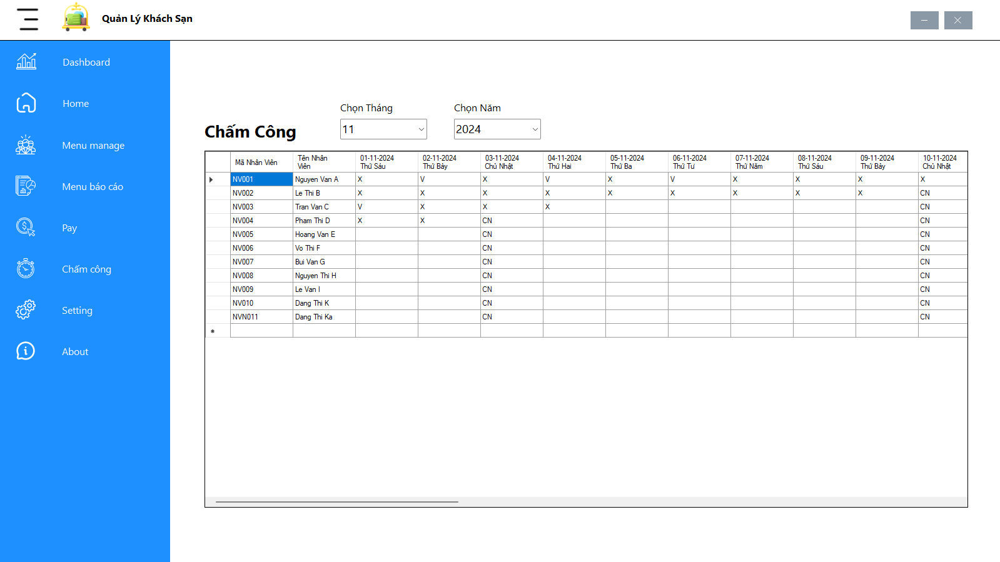 Quản Lý Khách Sạn
Dashboard
Home
Menu manage
Menu báo cáo
Pay
Chấm công
Setting
About
Chấm Công
Chọn Tháng
11
Chọn Năm
2024
Mã Nhân Viên
Tên Nhân
Viên
01-11-2024
Thứ Sáu
02-11-2024
Thứ Bảy
03-11-2024
Chủ Nhật
04-11-2024
Thứ Hai
05-11-2024
Thứ Ba
06-11-2024
Thứ Tư
07-11-2024
Thứ Năm
08-11-2024
Thứ Sáu
09-11-2024
Thứ Bảy
10-11-2024
Chủ Nhật
NV001 Nguyen Van A X V X V X V X X X X
NV002 Le Thi B X X X X X X X X X CN
NV003 Tran Van C V X X X CN
NV004 Pham Thi D X X CN CN
NV005 Hoang Van E CN CN
NV006 Vo Thi F CN CN
NV007 Bui Van G CN CN
NV008 Nguyen Thi H CN CN
NV009 Le Van I CN CN
NV010 Dang Thi K CN CN
NVN011 Dang Thi Ka CN CN